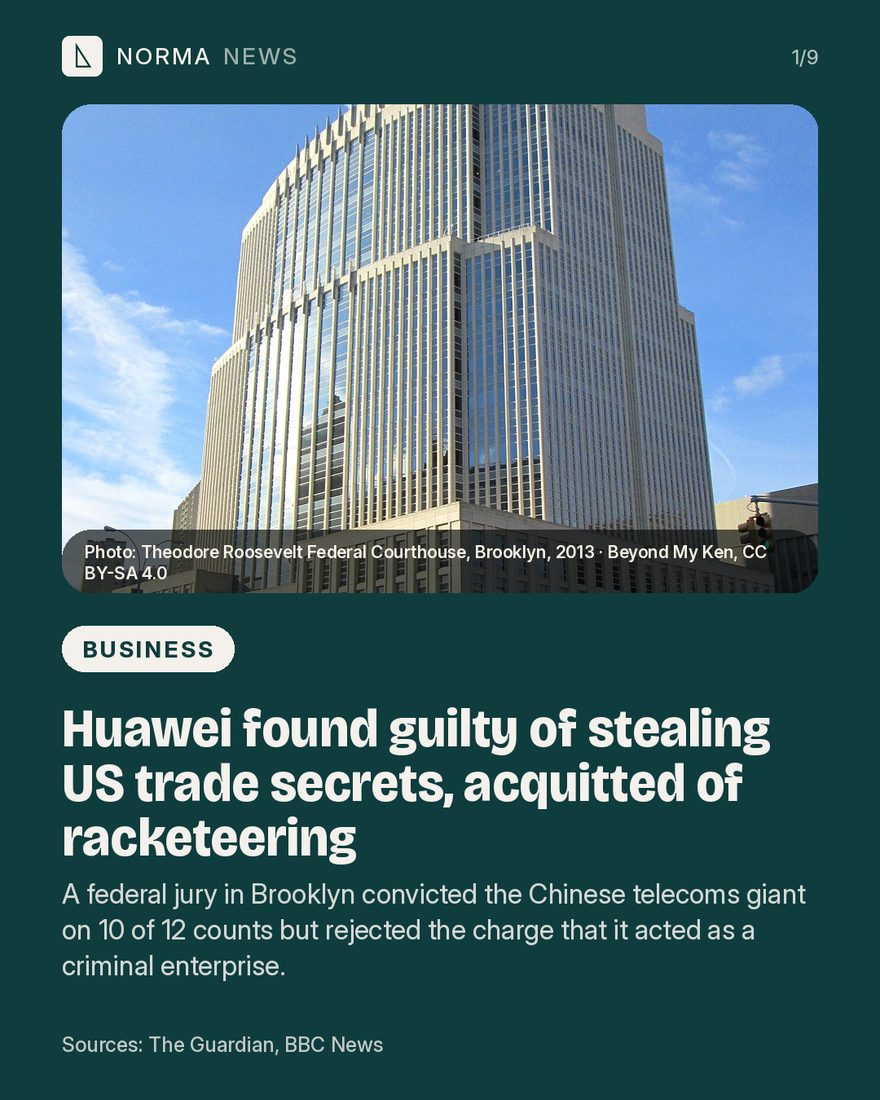 NORMA NEWS
1/9
Photo: Theodore Roosevelt Federal Courthouse, Brooklyn, 2013 · Beyond My Ken, CC
BY-SA 4.0
BUSINESS
Huawei found guilty of stealing
US trade secrets, acquitted of
racketeering
A federal jury in Brooklyn convicted the Chinese telecoms giant
on 10 of 12 counts but rejected the charge that it acted as a
criminal enterprise.
Sources: The Guardian, BBC News